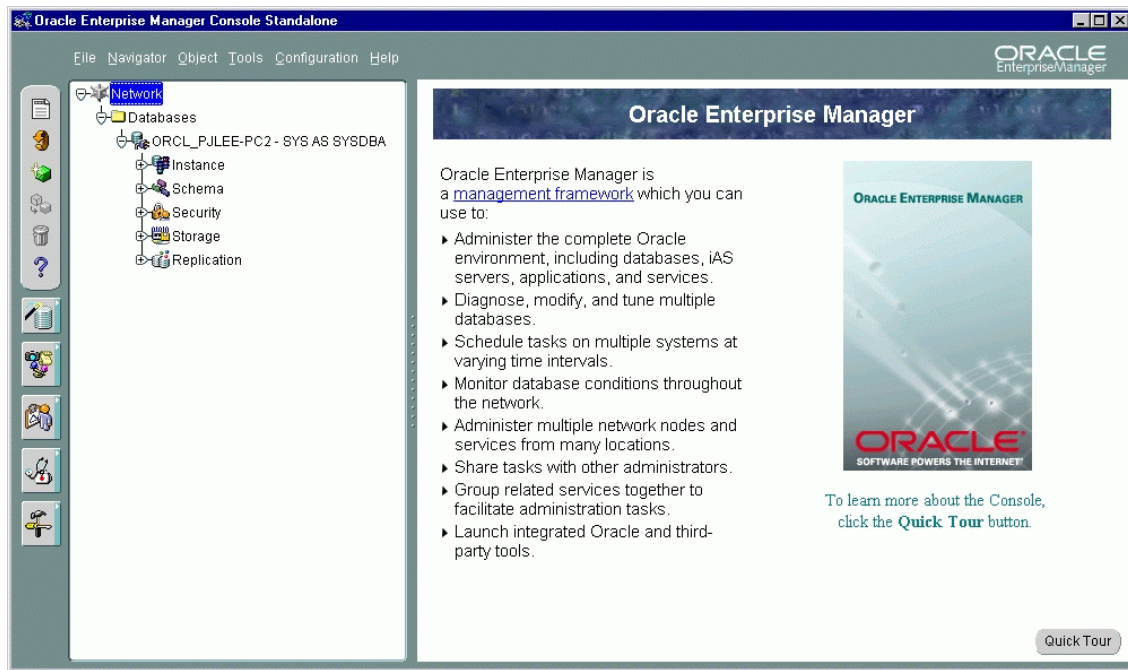 Oracle Enterprise Manager Console Standalone
File Navigator Object Tools Configuration Help
ORACLE
EnterpriseManager
Network
Databases
ORCL_PJLEE-PC2 - SYS AS SYSDBA
Instance
Schema
Security
Storage
Replication
Oracle Enterprise Manager
Oracle Enterprise Manager is
a management framework which you can
use to:
Administer the complete Oracle
environment, including databases, iAS
servers, applications, and services.
Diagnose, modify, and tune multiple
databases.
Schedule tasks on multiple systems at
varying time intervals.
Monitor database conditions throughout
the network.
Administer multiple network nodes and
services from many locations.
Share tasks with other administrators.
Group related services together to
facilitate administration tasks.
Launch integrated Oracle and third-
party tools.
ORACLE ENTERPRISE MANAGER
ORACLE
SOFTWARE POWERS THE INTERNET
To learn more about the Console,
click the Quick Tour button.
Quick Tour